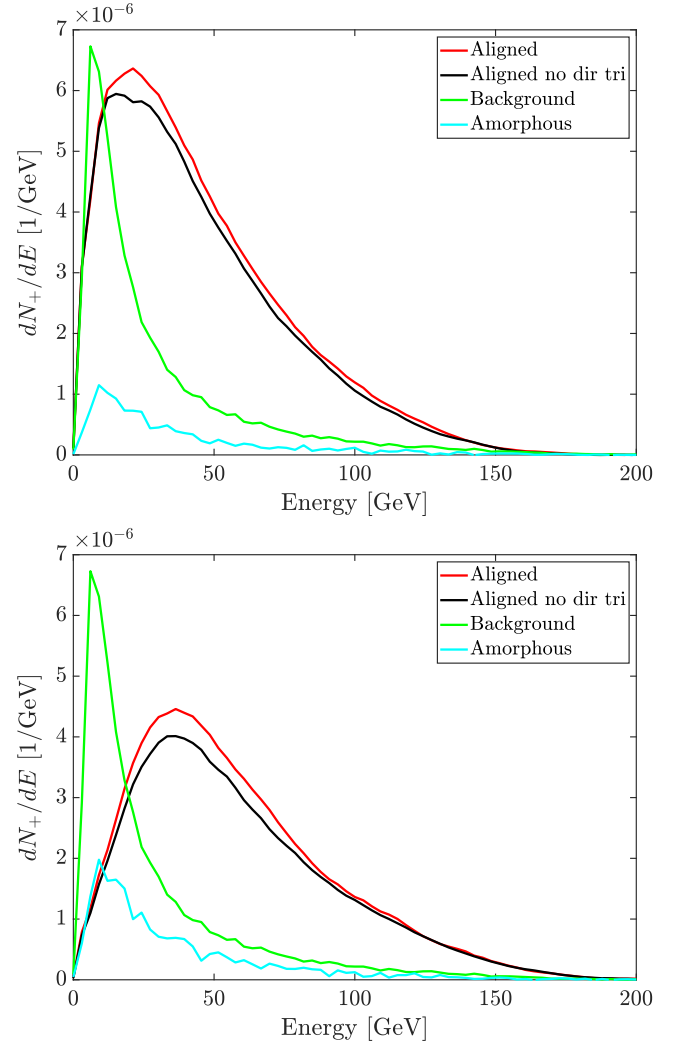 ×10⁻⁶
7
6
5
4
3
2
1
0
dN₊/dE [1/GeV]
0 50 100 150 200
Energy [GeV]
Aligned
Aligned no dir tri
Background
Amorphous
×10⁻⁶
7
6
5
4
3
2
1
0
dN₊/dE [1/GeV]
0 50 100 150 200
Energy [GeV]
Aligned
Aligned no dir tri
Background
Amorphous